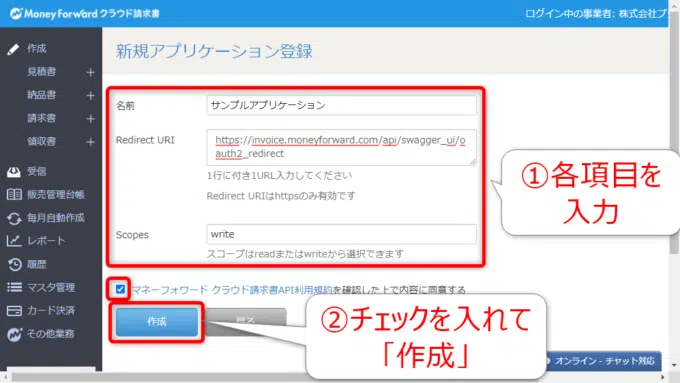 Money Forward クラウド請求書
ログイン中の事業者: 株式会社プ
作成
見積書 +
納品書 +
請求書 +
領収書 +
受信
販売管理台帳
毎月自動作成
レポート
履歴
マスタ管理
カード決済
その他業務
新規アプリケーション登録
名前
サンプルアプリケーション
Redirect URI
https://invoice.moneyforward.com/api/swagger_ui/o
auth2_redirect
1行に付き1URL入力してください
Redirect URIはhttpsのみ有効です
Scopes
write
スコープはreadまたはwriteから選択できます
マネーフォワード クラウド請求書API利用規約を確認した上で内容に同意する
作成
①各項目を
入力
②チェックを入れて
「作成」
オンライン - チャット対応